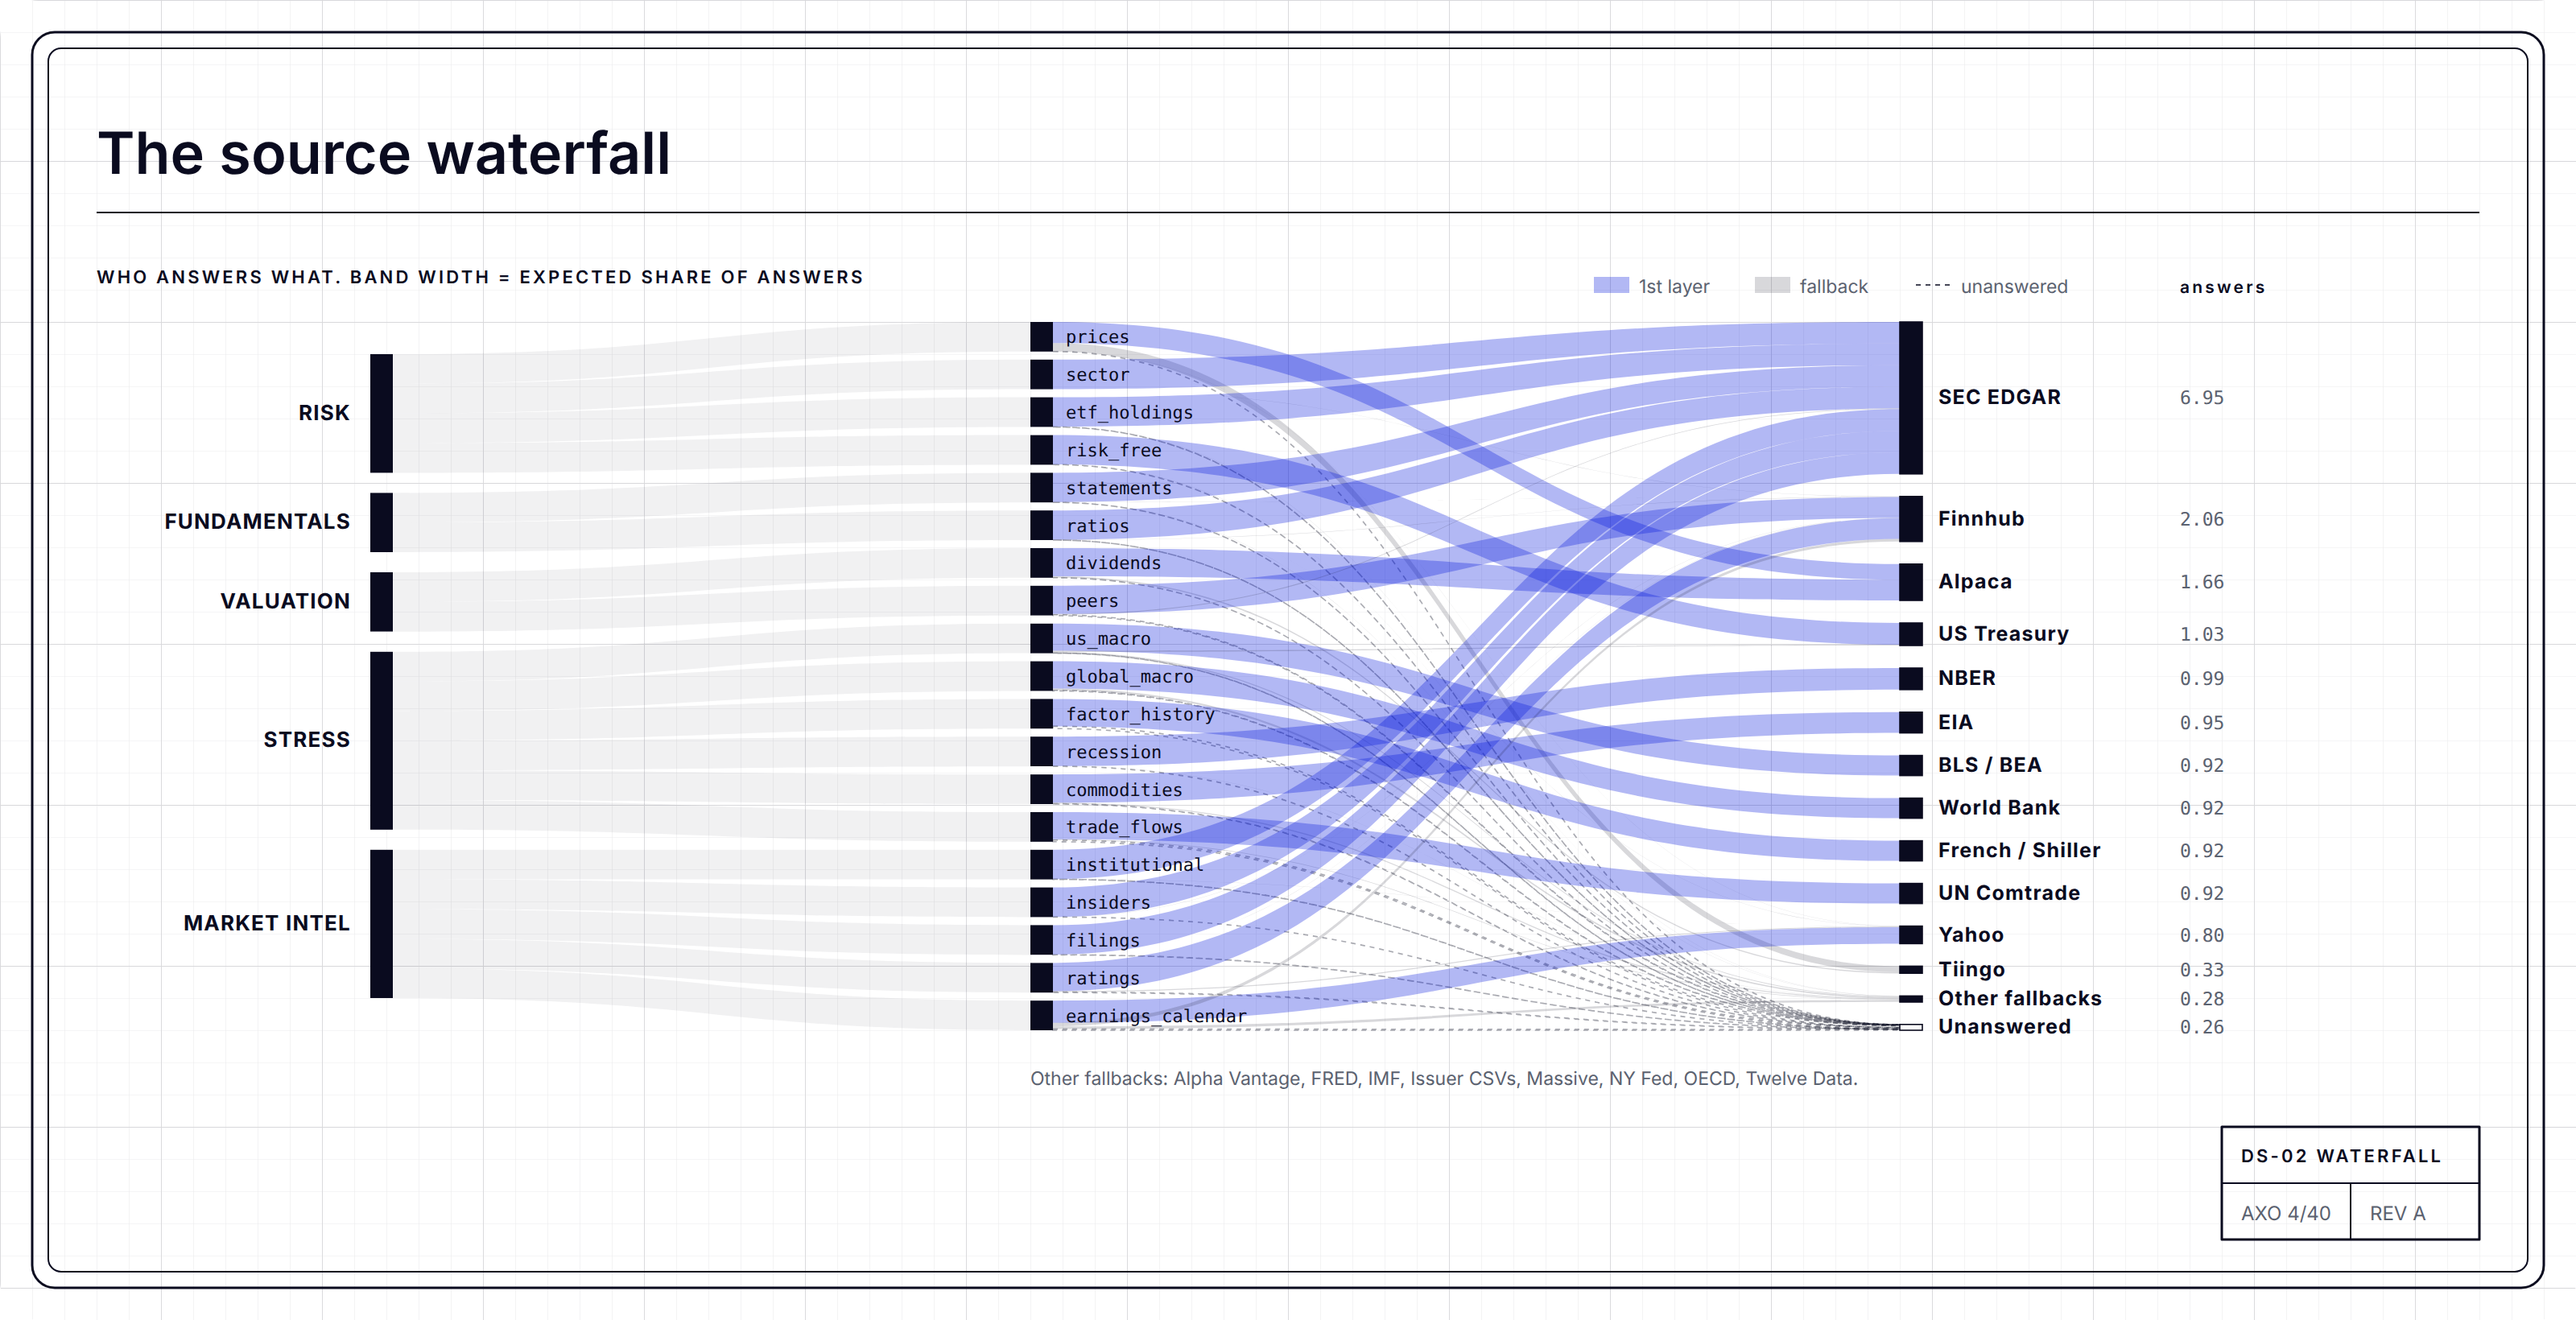 The source waterfall
WHO ANSWERS WHAT. BAND WIDTH = EXPECTED SHARE OF ANSWERS
1st layer
fallback
unanswered
answers
RISK
FUNDAMENTALS
VALUATION
STRESS
MARKET INTEL
prices
sector
etf_holdings
risk_free
statements
ratios
dividends
peers
us_macro
global_macro
factor_history
recession
commodities
trade_flows
institutional
insiders
filings
ratings
earnings_calendar
SEC EDGAR 6.95
Finnhub 2.06
Alpaca 1.66
US Treasury 1.03
NBER 0.99
EIA 0.95
BLS / BEA 0.92
World Bank 0.92
French / Shiller 0.92
UN Comtrade 0.92
Yahoo 0.80
Tiingo 0.33
Other fallbacks 0.28
Unanswered 0.26
Other fallbacks: Alpha Vantage, FRED, IMF, Issuer CSVs, Massive, NY Fed, OECD, Twelve Data.
DS-02 WATERFALL
AXO 4/40
REV A